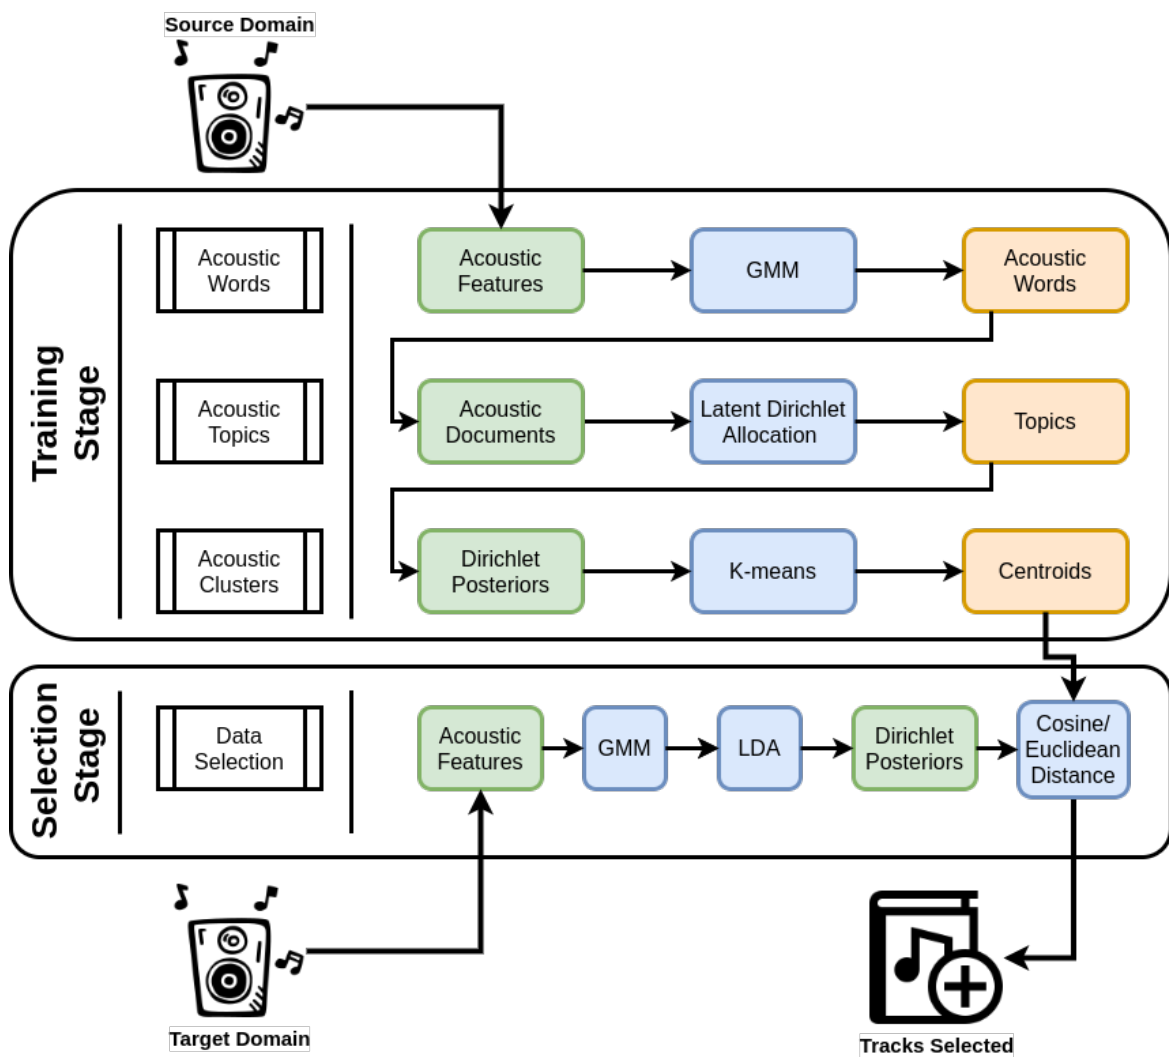 Source Domain
Training
Stage
Acoustic
Words
Acoustic
Features
GMM
Acoustic
Words
Acoustic
Topics
Acoustic
Documents
Latent Dirichlet
Allocation
Topics
Acoustic
Clusters
Dirichlet
Posteriors
K-means
Centroids
Selection
Stage
Data
Selection
Acoustic
Features
GMM
LDA
Dirichlet
Posteriors
Cosine/
Euclidean
Distance
Target Domain
Tracks Selected